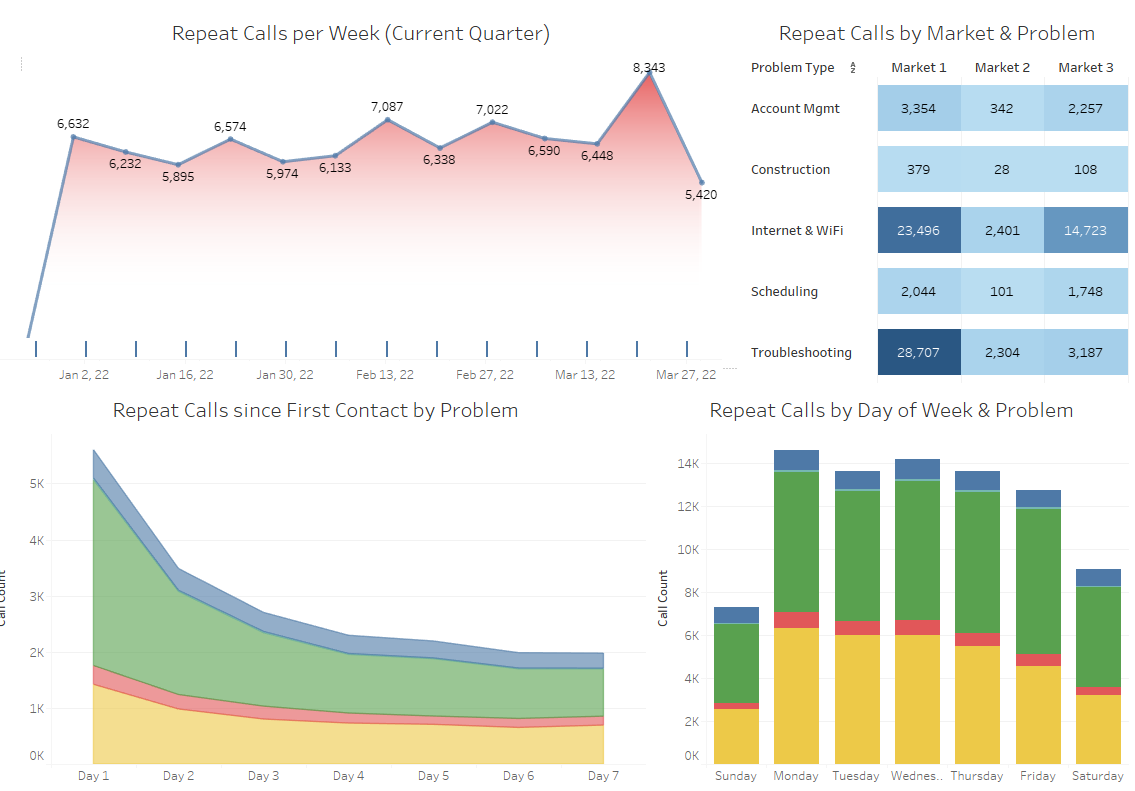 Repeat Calls per Week (Current Quarter)
8,343
7,087
7,022
6,632
6,574
6,590
6,448
6,338
6,232
6,133
5,974
5,895
5,420
Jan 2, 22 Jan 16, 22 Jan 30, 22 Feb 13, 22 Feb 27, 22 Mar 13, 22 Mar 27, 22
Repeat Calls by Market & Problem
Problem Type Market 1 Market 2 Market 3
Account Mgmt 3,354 342 2,257
Construction 379 28 108
Internet & WiFi 23,496 2,401 14,723
Scheduling 2,044 101 1,748
Troubleshooting 28,707 2,304 3,187
Repeat Calls since First Contact by Problem
Call Count
5K
4K
3K
2K
1K
0K
Day 1 Day 2 Day 3 Day 4 Day 5 Day 6 Day 7
Repeat Calls by Day of Week & Problem
Call Count
14K
12K
10K
8K
6K
4K
2K
0K
Sunday Monday Tuesday Wednes.. Thursday Friday Saturday